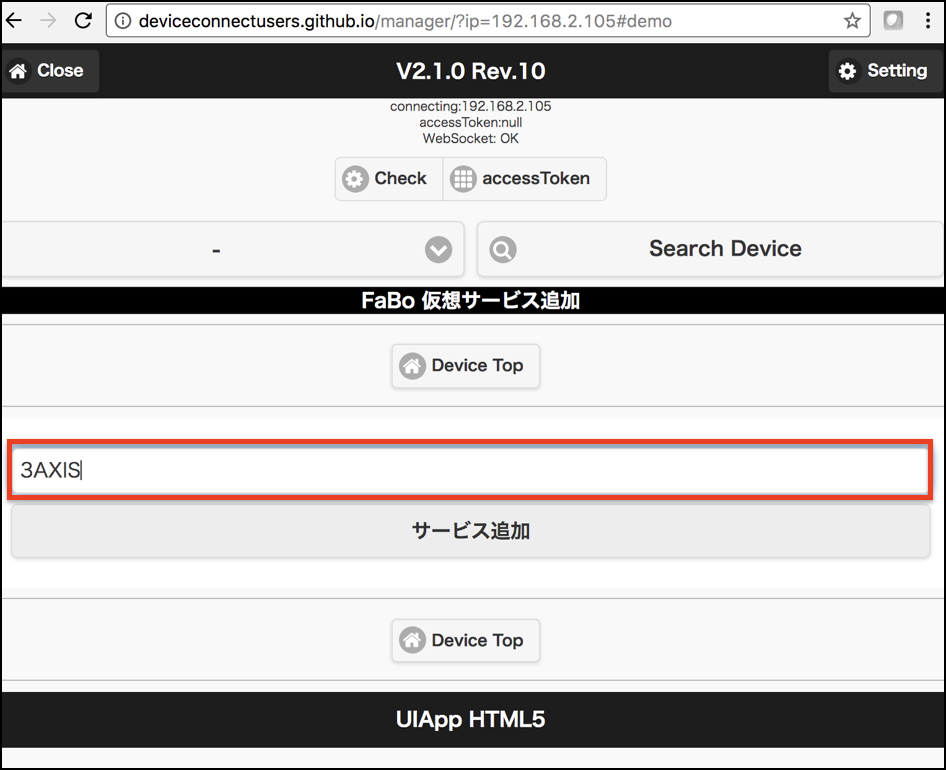 deviceconnectusers.github.io/manager/?ip=192.168.2.105#demo
Close V2.1.0 Rev.10 Setting
connecting:192.168.2.105
accessToken:null
WebSocket: OK
Check accessToken
- Search Device
FaBo 仮想サービス追加
Device Top
3AXIS
サービス追加
Device Top
UIApp HTML5